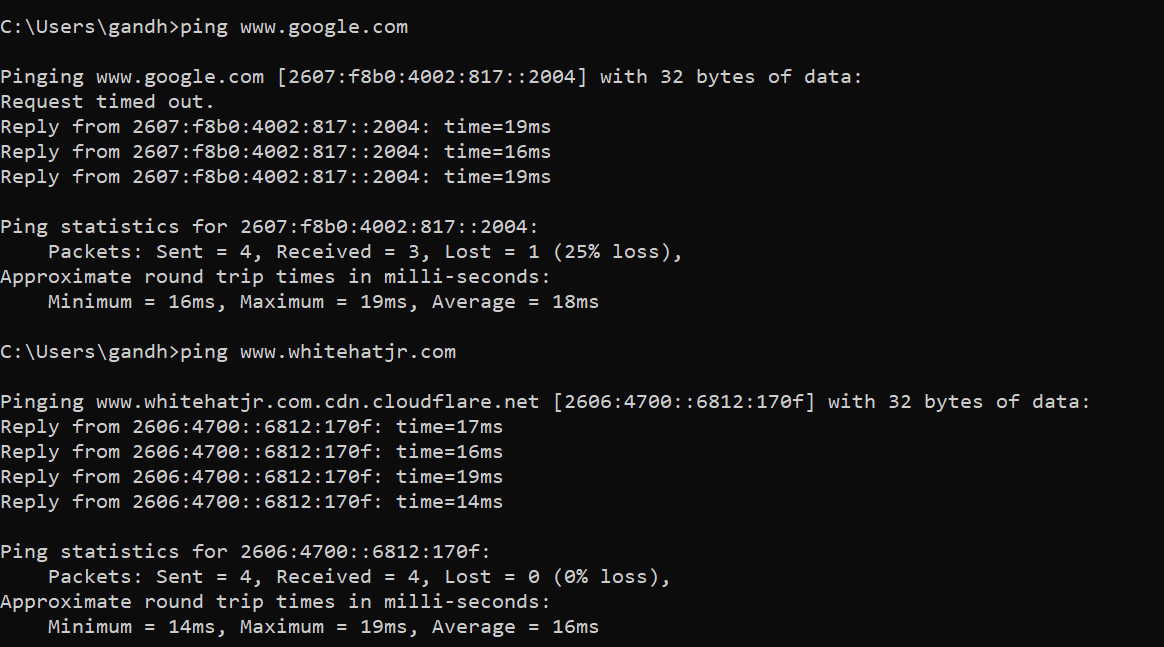 C:\Users\gandh>ping www.google.com
Pinging www.google.com [2607:f8b0:4002:817::2004] with 32 bytes of data:
Request timed out.
Reply from 2607:f8b0:4002:817::2004: time=19ms
Reply from 2607:f8b0:4002:817::2004: time=16ms
Reply from 2607:f8b0:4002:817::2004: time=19ms
Ping statistics for 2607:f8b0:4002:817::2004:
    Packets: Sent = 4, Received = 3, Lost = 1 (25% loss),
Approximate round trip times in milli-seconds:
    Minimum = 16ms, Maximum = 19ms, Average = 18ms
C:\Users\gandh>ping www.whitehatjr.com
Pinging www.whitehatjr.com.cdn.cloudflare.net [2606:4700::6812:170f] with 32 bytes of data:
Reply from 2606:4700::6812:170f: time=17ms
Reply from 2606:4700::6812:170f: time=16ms
Reply from 2606:4700::6812:170f: time=19ms
Reply from 2606:4700::6812:170f: time=14ms
Ping statistics for 2606:4700::6812:170f:
    Packets: Sent = 4, Received = 4, Lost = 0 (0% loss),
Approximate round trip times in milli-seconds:
    Minimum = 14ms, Maximum = 19ms, Average = 16ms